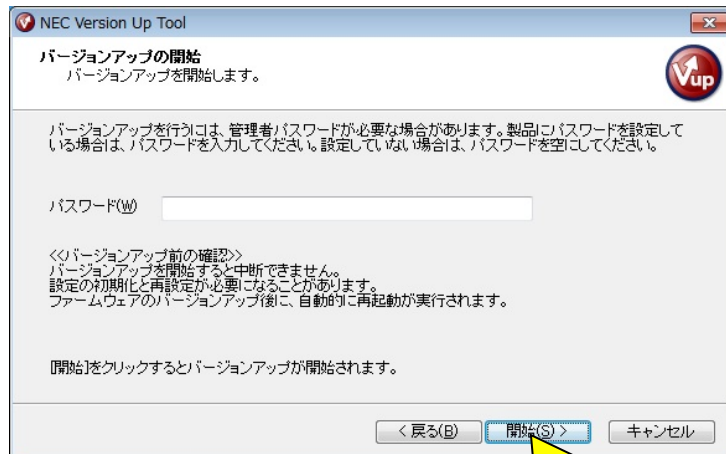 NEC Version Up Tool
バージョンアップの開始
バージョンアップを開始します。
Vup
バージョンアップを行うには、管理者パスワードが必要な場合があります。製品にパスワードを設定して
いる場合は、パスワードを入力してください。設定していない場合は、パスワードを空にしてください。
パスワード(W)
<<バージョンアップ前の確認>>
バージョンアップを開始すると中断できません。
設定の初期化と再設定が必要になることがあります。
ファームウェアのバージョンアップ後に、自動的に再起動が実行されます。
[開始]をクリックするとバージョンアップが開始されます。
< 戻る(B) 開始(S) > キャンセル